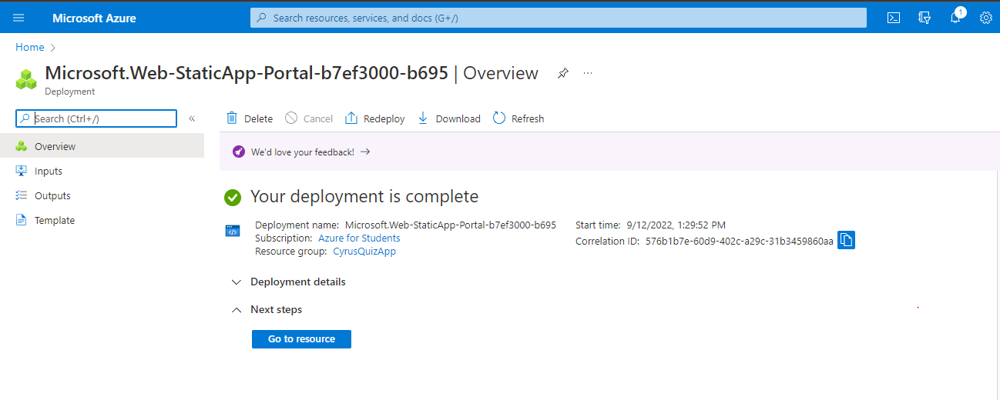 Microsoft Azure
Search resources, services, and docs (G+/)
1
Home
Microsoft.Web-StaticApp-Portal-b7ef3000-b695 | Overview
Deployment
Search (Ctrl+/)
Delete
Cancel
Redeploy
Download
Refresh
Overview
Inputs
Outputs
Template
We'd love your feedback!
Your deployment is complete
Deployment name: Microsoft.Web-StaticApp-Portal-b7ef3000-b695
Subscription: Azure for Students
Resource group: CyrusQuizApp
Start time: 9/12/2022, 1:29:52 PM
Correlation ID: 576b1b7e-60d9-402c-a29c-31b3459860aa
Deployment details
Next steps
Go to resource